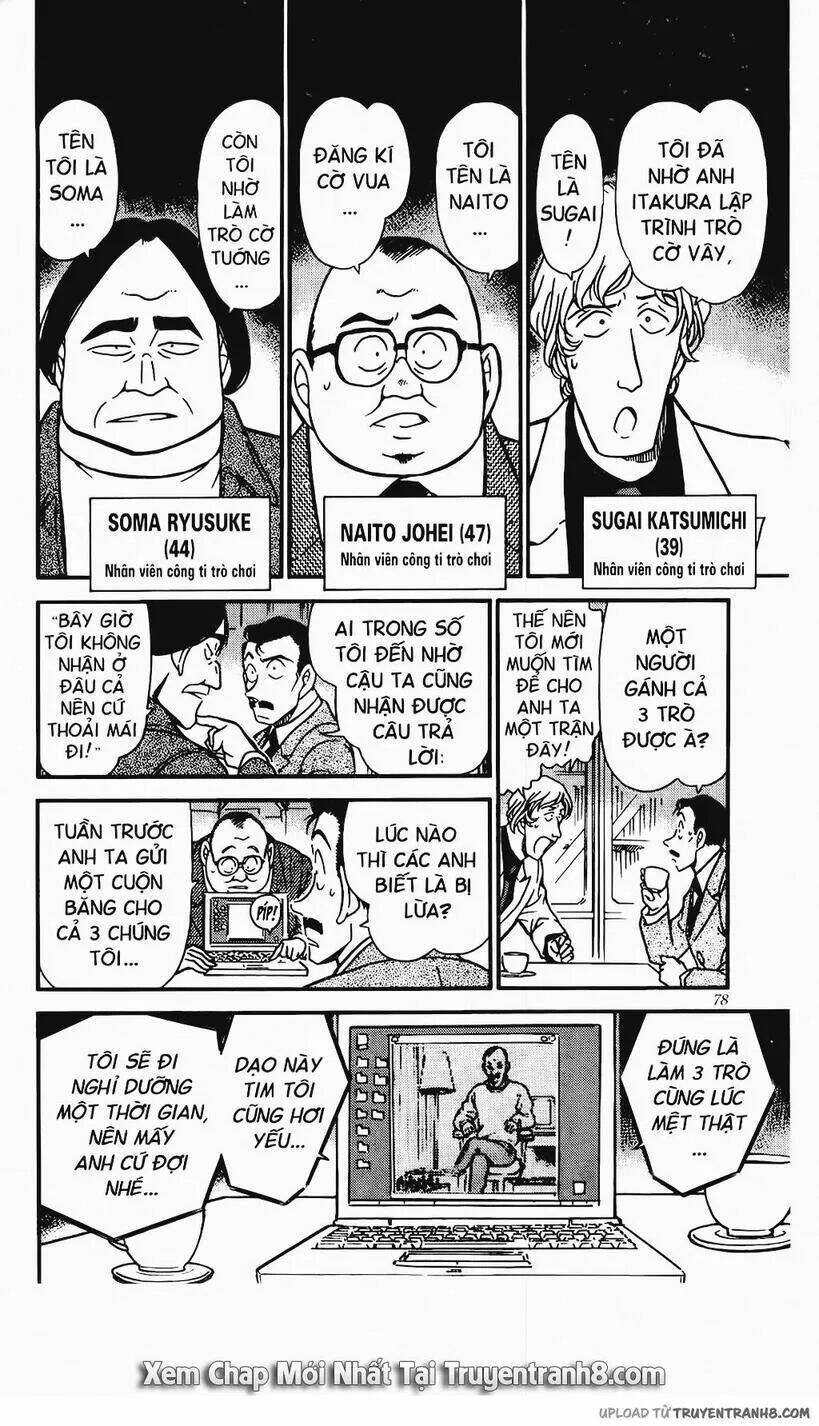 TÔI ĐÃ
NHỜ ANH
ITAKURA LẬP
TRÌNH TRÒ
CỜ VÂY,
TÊN
LÀ
SUGAI
!
SUGAI KATSUMICHI
(39)
Nhân viên công ti trò chơi
TÔI
TÊN LÀ
NAITO
...
ĐĂNG KÍ
CỜ VUA
...
NAITO JOHEI (47)
Nhân viên công ti trò chơi
CÒN
TÔI
NHỜ
LÀM
TRÒ CỜ
TUỚNG
...
TÊN
TÔI LÀ
SOMA
...
SOMA RYUSUKE
(44)
Nhân viên công ti trò chơi
MỘT
NGƯỜI
GÁNH CẢ
3 TRÒ
ĐƯỢC À?
THẾ NÊN
TÔI MỚI
MUỐN TÌM
ĐỂ CHO
ANH TA
MỘT TRẬN
ĐÂY!
AI TRONG SỐ
TÔI ĐẾN NHỜ
CẬU TA CŨNG
NHẬN ĐƯỢC
CÂU TRẢ
LỜI:
"BÂY GIỜ
TÔI KHÔNG
NHẬN Ở
ĐÂU CẢ
NÊN CỨ
THOẢI MÁI
ĐI!"
LÚC NÀO
THÌ CÁC ANH
BIẾT LÀ BỊ
LỪA?
TUẦN TRƯỚC
ANH TA GỬI
MỘT CUỘN
BĂNG CHO
CẢ 3 CHÚNG
TÔI...
PÍP!
78
ĐÚNG LÀ
LÀM 3 TRÒ
CÙNG LÚC
MỆT THẬT
...
DẠO NÀY
TIM TÔI
CŨNG HƠI
YẾU...
TÔI SẼ ĐI
NGHỈ DƯỠNG
MỘT THỜI GIAN,
NÊN MẤY
ANH CỨ ĐỢI
NHÉ...
Xem Chap Mới Nhất Tại Truyentranh8.com
UPLOAD TỪ TRUYENTRANH8.COM